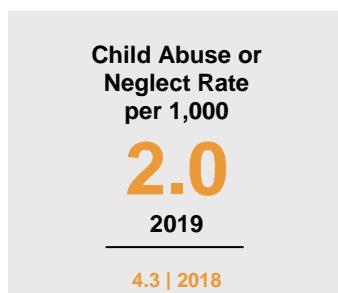 Child Abuse or
Neglect Rate
per 1,000
2.0
2019
4.3 | 2018